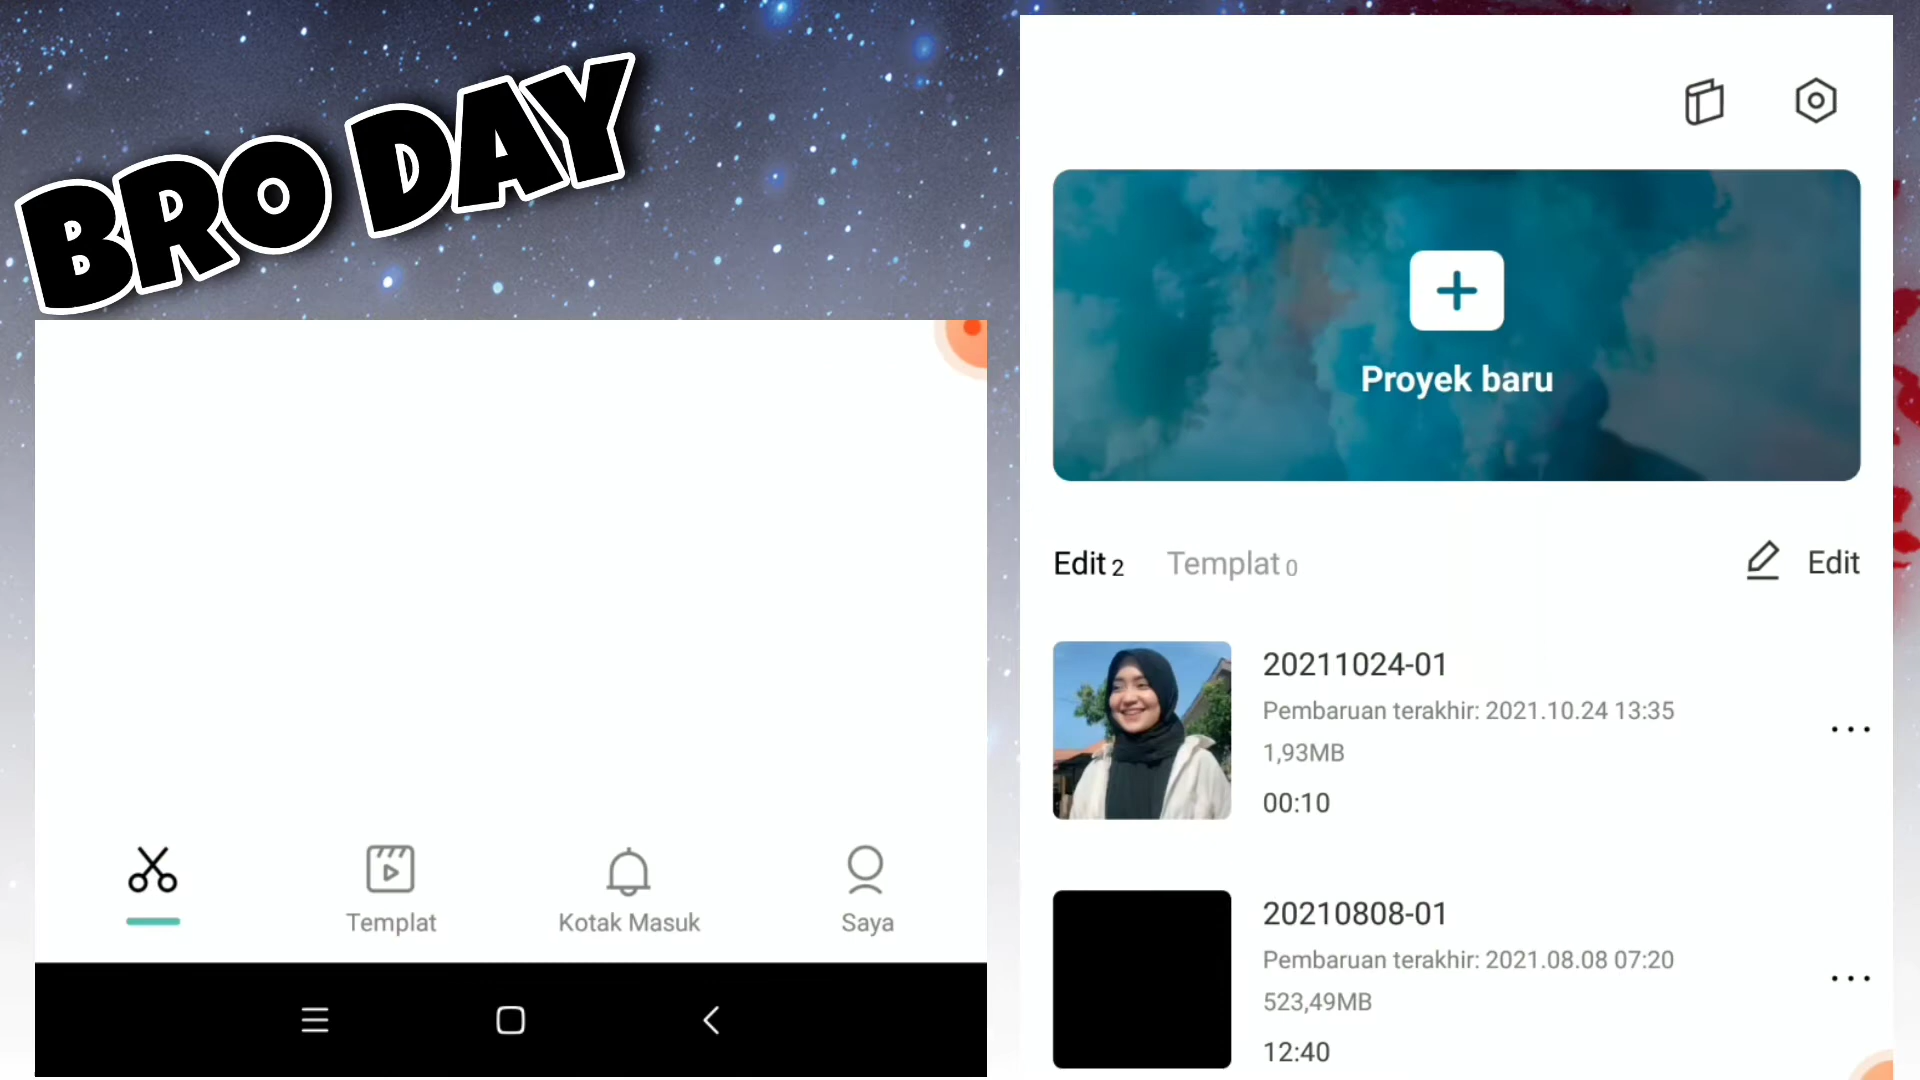 BRO DAY
Templat
Kotak Masuk
Saya
Proyek baru
Edit 2
Templat 0
Edit
20211024-01
Pembaruan terakhir: 2021.10.24 13:35
1,93MB
00:10
20210808-01
Pembaruan terakhir: 2021.08.08 07:20
523,49MB
12:40